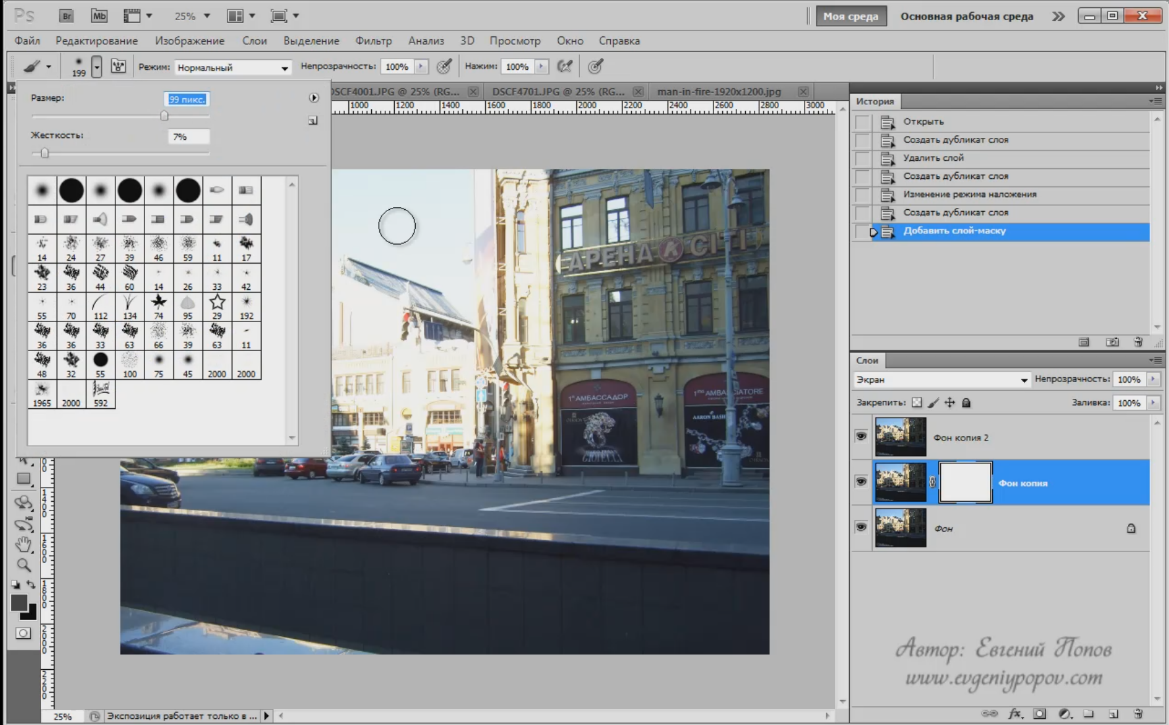 Ps Br Mb 25% Моя среда Основная рабочая среда
Файл Редактирование Изображение Слои Выделение Фильтр Анализ 3D Просмотр Окно Справка
199 Режим: Нормальный Непрозрачность: 100% Нажим: 100%
DSCF4001.JPG @ 25% (RG... DSCF4701.JPG @ 25% (RG... man-in-fire-1920x1200.jpg
1000 1200 1400 1600 1800 2000 2200 2400 2600 2800 3000
Размер: 99 пикс.
Жесткость: 7%
14 24 27 39 46 59 11 17
23 36 44 60 14 26 33 42
55 70 112 134 74 95 29 192
36 36 33 63 66 39 63 11
48 32 55 100 75 45 2000 2000
1965 2000 592
АРЕНА CITI
1ый АМБАССАДОР
История
Открыть
Создать дубликат слоя
Удалить слой
Создать дубликат слоя
Изменение режима наложения
Создать дубликат слоя
Добавить слой-маску
Слои
Экран Непрозрачность: 100%
Закрепить: Заливка: 100%
Фон копия 2
Фон копия
Фон
Автор: Евгений Попов
www.evgeniypopov.com
25% Экспозиция работает только в ...
fx.